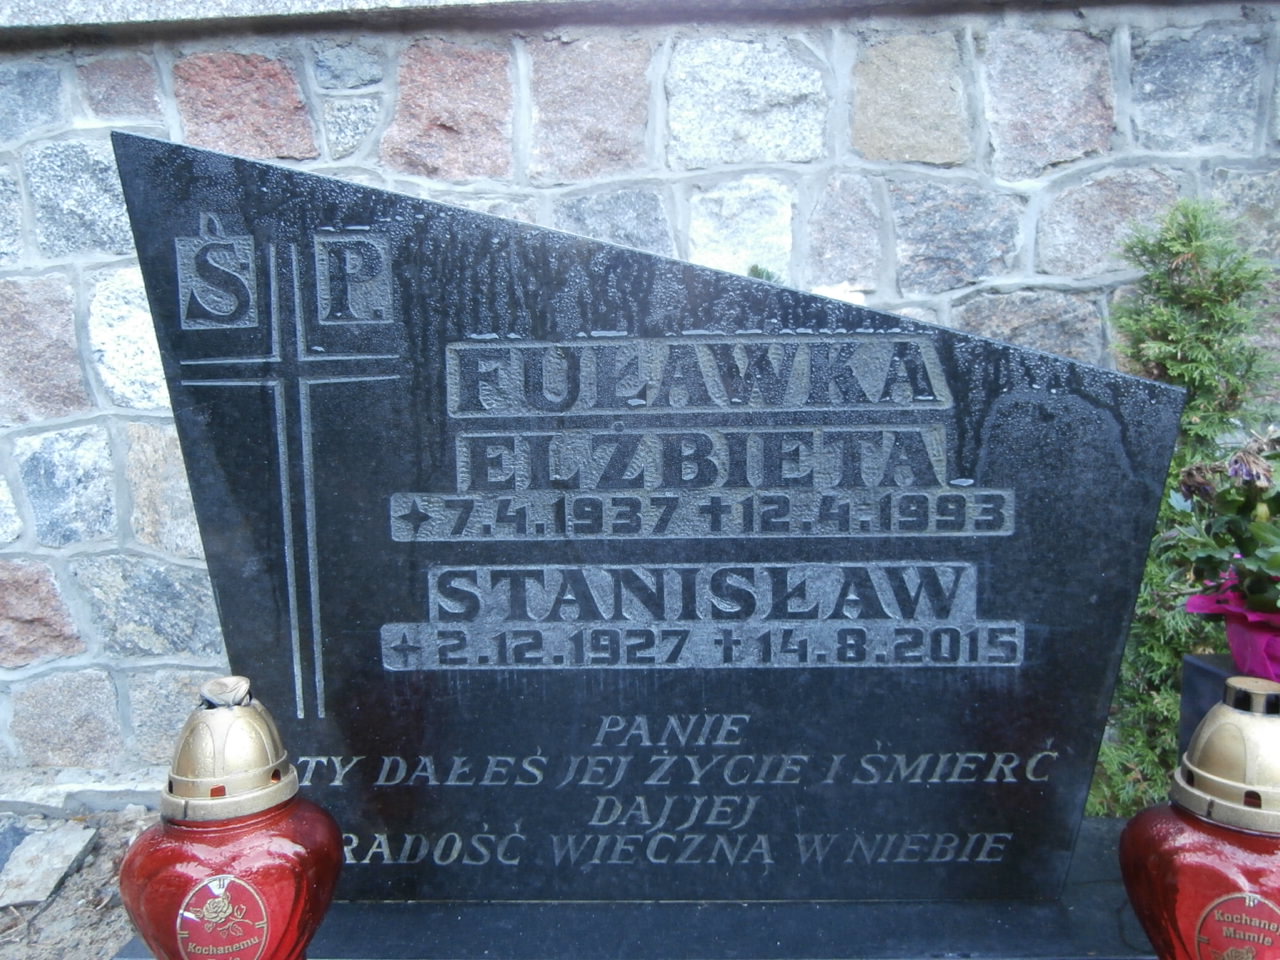 Ś.P.
FUŁAWKA
ELŻBIETA
7.4.1937 ✝ 12.4.1993
STANISŁAW
2.12.1927 ✝ 14.8.2015
PANIE
TY DAŁEŚ JEJ ŻYCIE I ŚMIERĆ
DAJ JEJ
RADOŚĆ WIECZNĄ W NIEBIE
Kochanemu
Kochanej
Mamie